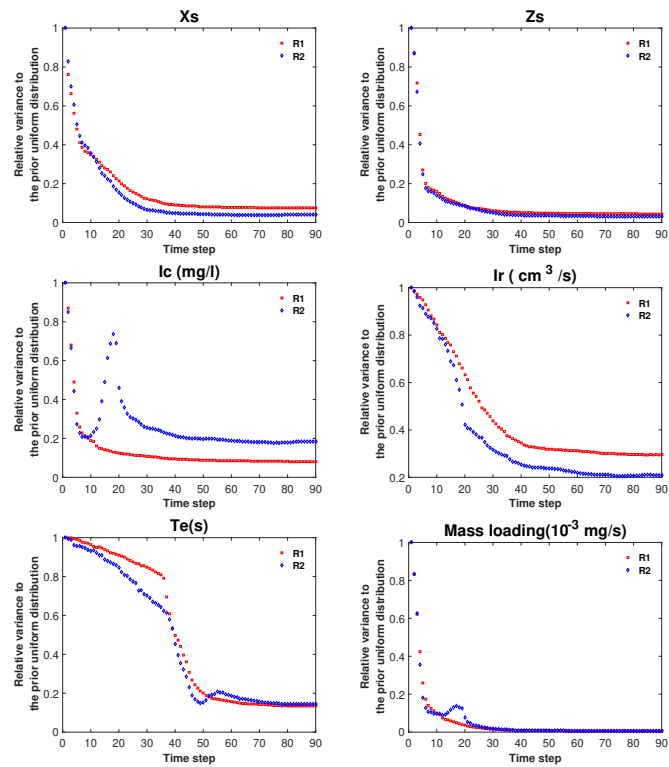 Xs
Relative variance to
the prior uniform distribution
1
0.8
0.6
0.4
0.2
0
0 10 20 30 40 50 60 70 80 90
Time step
R1
R2
Zs
Relative variance to
the prior uniform distribution
1
0.8
0.6
0.4
0.2
0
0 10 20 30 40 50 60 70 80 90
Time step
R1
R2
Ic (mg/l)
Relative variance to
the prior uniform distribution
1
0.8
0.6
0.4
0.2
0
0 10 20 30 40 50 60 70 80 90
Time step
R1
R2
Ir ( cm 3 /s)
Relative variance to
the prior uniform distribution
1
0.8
0.6
0.4
0.2
0 10 20 30 40 50 60 70 80 90
Time step
R1
R2
Te(s)
Relative variance to
the prior uniform distribution
1
0.8
0.6
0.4
0.2
0
0 10 20 30 40 50 60 70 80 90
Time step
R1
R2
Mass loading(10-3 mg/s)
Relative variance to
the prior uniform distribution
1
0.8
0.6
0.4
0.2
0
0 10 20 30 40 50 60 70 80 90
Time step
R1
R2